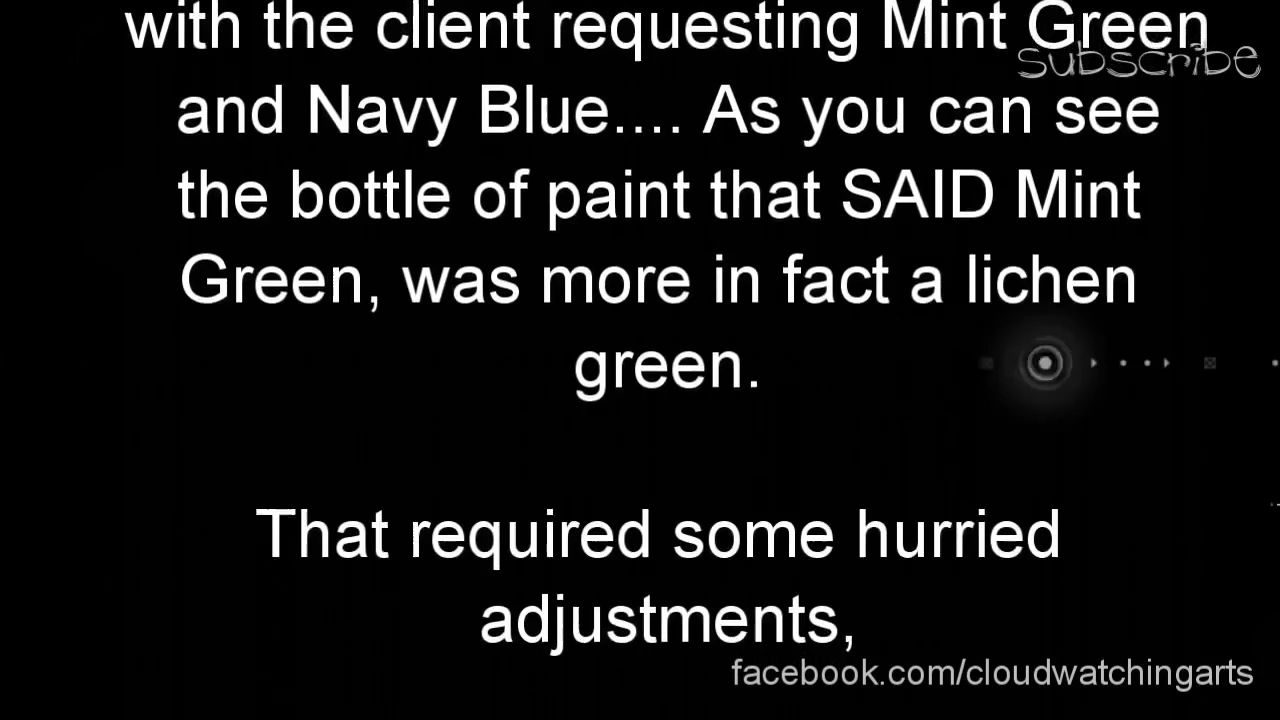 with the client requesting Mint Green
subscribe
and Navy Blue.... As you can see
the bottle of paint that SAID Mint
Green, was more in fact a lichen
green.
That required some hurried
adjustments,
facebook.com/cloudwatchingarts